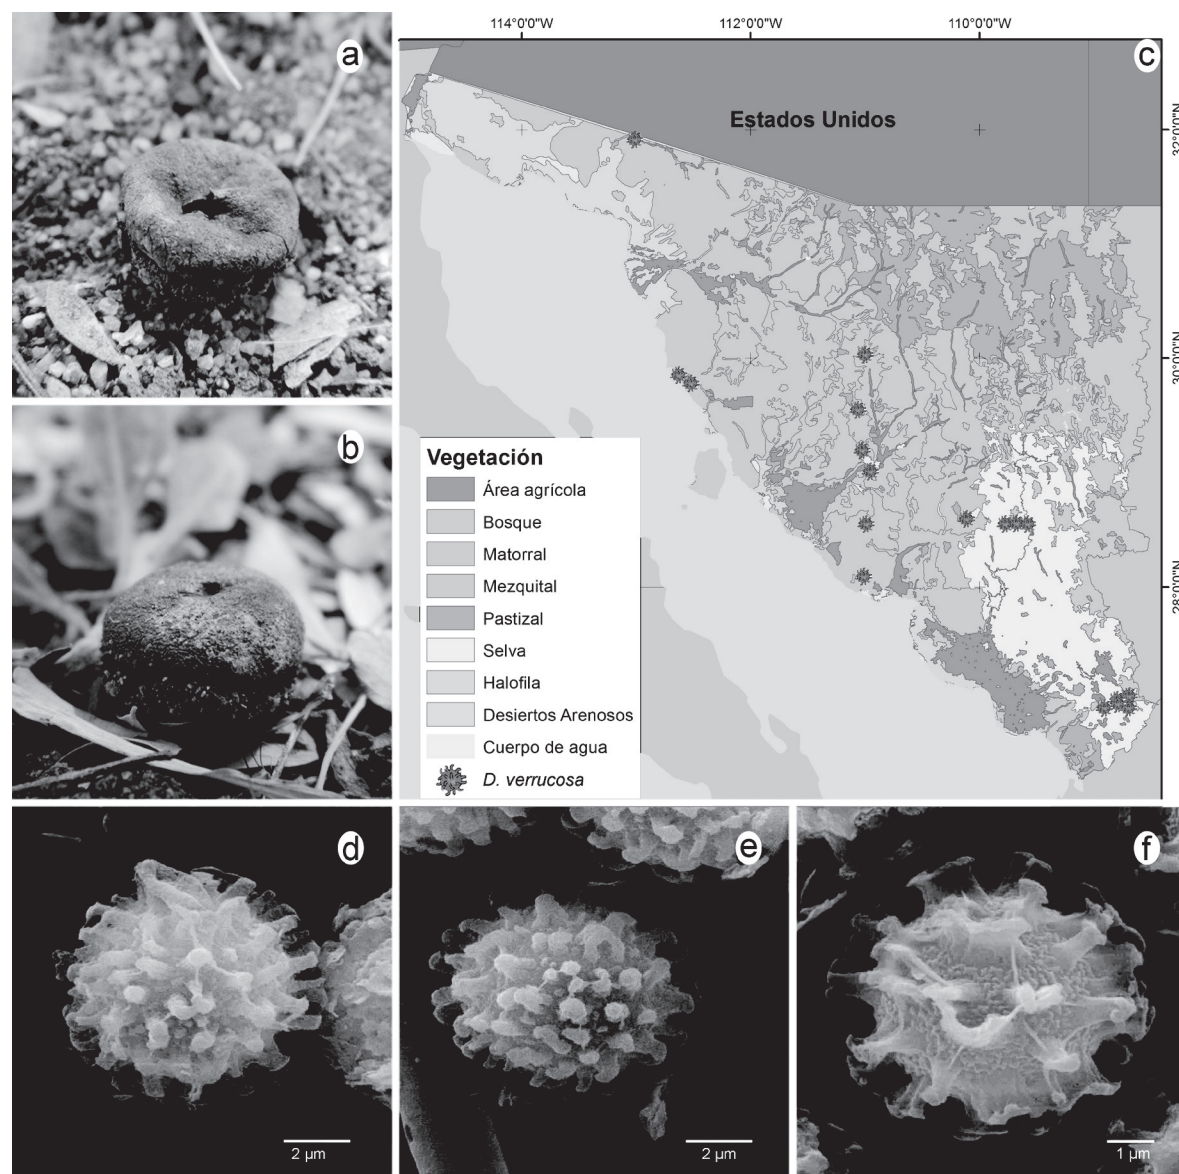 a
114°0'0"W 112°0'0"W 110°0'0"W
c
Estados Unidos
32°0'0"N
30°0'0"N
28°0'0"N
b
Vegetación
Área agrícola
Bosque
Matorral
Mezquital
Pastizal
Selva
Halofila
Desiertos Arenosos
Cuerpo de agua
D. verrucosa
d
2 µm
e
2 µm
f
1 µm